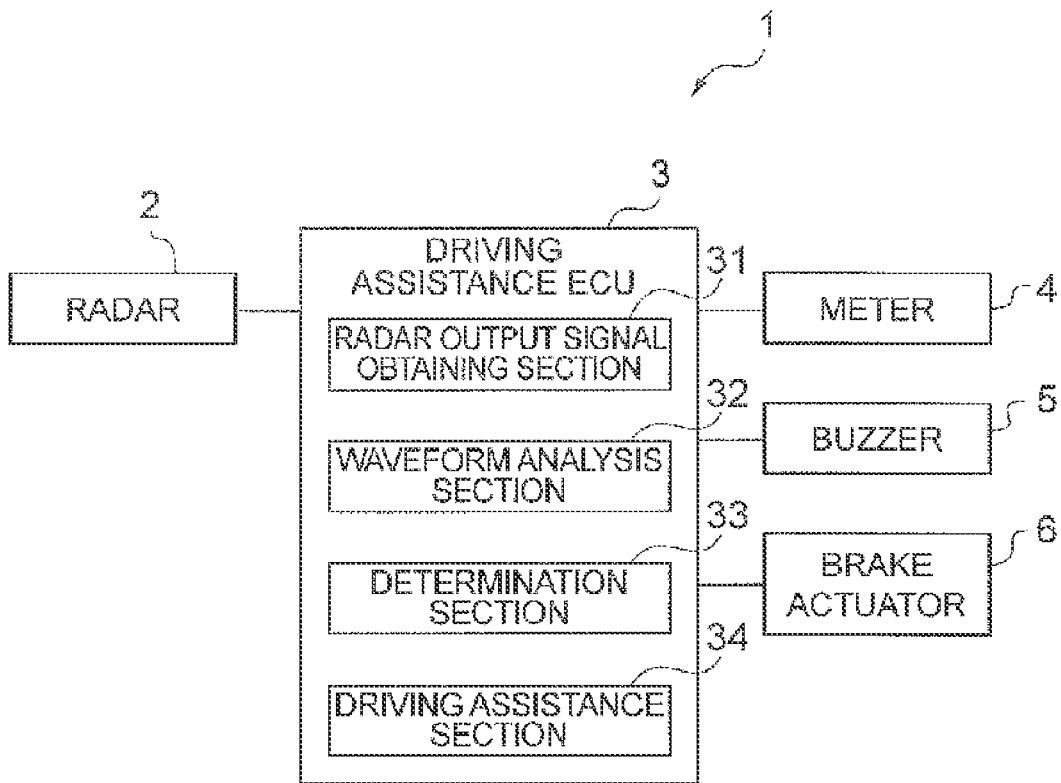 1
3
2
DRIVING
ASSISTANCE ECU
31
RADAR
METER
4
RADAR OUTPUT SIGNAL
OBTAINING SECTION
32
5
WAVEFORM ANALYSIS
SECTION
BUZZER
33
6
DETERMINATION
SECTION
BRAKE
ACTUATOR
34
DRIVING ASSISTANCE
SECTION